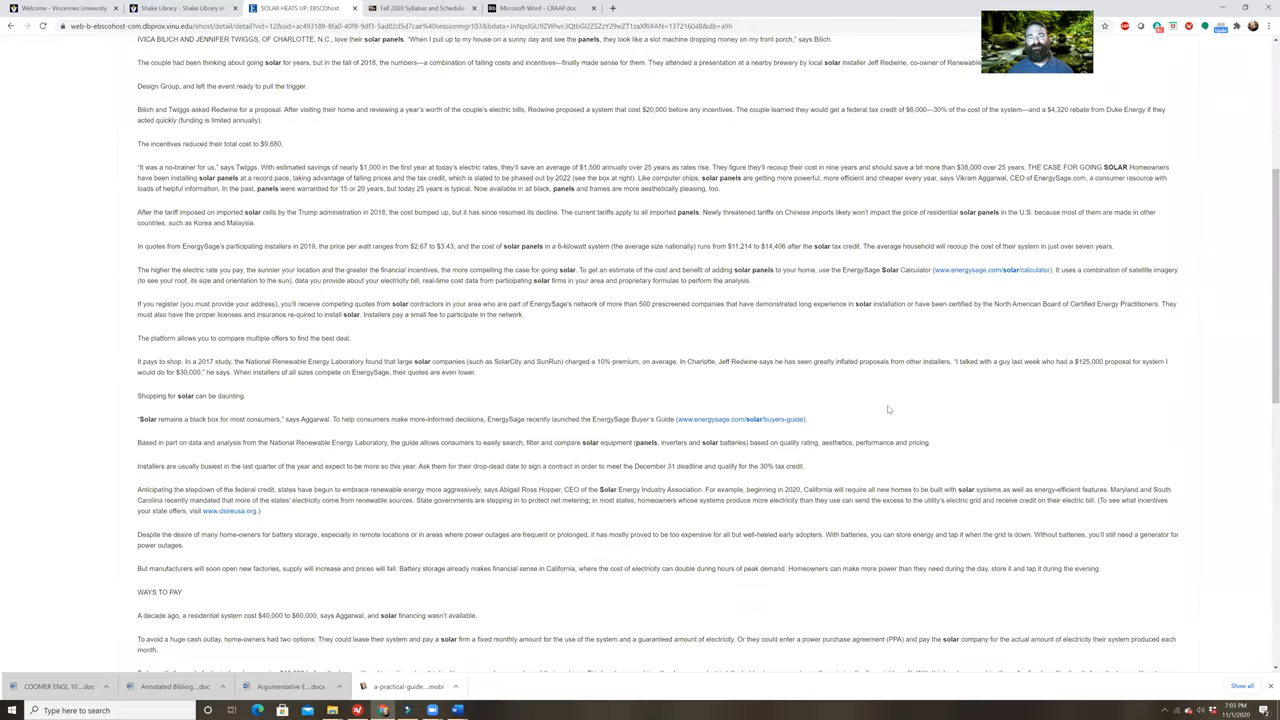 Welcome - Vincennes University
Shake Library - Shake Library in
SOLAR HEATS UP: EBSCOhost
Fall 2020 Syllabus and Schedule
Microsoft Word - CRAAP.doc
IVICA BILICH AND JENNIFER TWIGGS, OF CHARLOTTE, N.C., love their solar panels. "When I pull up to my house on a sunny day and see the panels, they look like a slot machine dropping money on my front porch," says Bilich.
The couple had been thinking about going solar for years, but in the fall of 2018, the numbers—a combination of falling costs and incentives—finally made sense for them. They attended a presentation at a nearby brewery by local solar installer Jeff Redwine, co-owner of Renewable
Design Group, and left the event ready to pull the trigger.
Bilich and Twiggs asked Redwine for a proposal. After visiting their home and reviewing a year's worth of the couple's electric bills, Redwine proposed a system that cost $20,000 before any incentives. The couple learned they would get a federal tax credit of $6,000—30% of the cost of the system—and a $4,320 rebate from Duke Energy if they
acted quickly (funding is limited annually).
The incentives reduced their total cost to $9,680.
"It was a no-brainer for us," says Twiggs. With estimated savings of nearly $1,000 in the first year at today's electric rates, they'll save an average of $1,500 annually over 25 years as rates rise. They figure they'll recoup their cost in nine years and should save a bit more than $38,000 over 25 years. THE CASE FOR GOING SOLAR Homeowners
have been installing solar panels at a record pace, taking advantage of falling prices and the tax credit, which is slated to be phased out by 2022 (see the box at right). Like computer chips, solar panels are getting more powerful, more efficient and cheaper every year, says Vikram Aggarwal, CEO of EnergySage.com, a consumer resource with
loads of helpful information. In the past, panels were warrantied for 15 or 20 years, but today 25 years is typical. Now available in all black, panels and frames are more aesthetically pleasing, too.
After the tariff imposed on imported solar cells by the Trump administration in 2018, the cost bumped up, but it has since resumed its decline. The current tariffs apply to all imported panels. Newly threatened tariffs on Chinese imports likely won't impact the price of residential solar panels in the U.S. because most of them are made in other
countries, such as Korea and Malaysia.
In quotes from EnergySage's participating installers in 2019, the price per watt ranges from $2.67 to $3.43, and the cost of solar panels in a 6-kilowatt system (the average size nationally) runs from $11,214 to $14,406 after the solar tax credit. The average household will recoup the cost of their system in just over seven years.
The higher the electric rate you pay, the sunnier your location and the greater the financial incentives, the more compelling the case for going solar. To get an estimate of the cost and benefit of adding solar panels to your home, use the EnergySage Solar Calculator (www.energysage.com/solar/calculator). It uses a combination of satellite imagery
(to see your roof, its size and orientation to the sun), data you provide about your electricity bill, real-time cost data from participating solar firms in your area and proprietary formulas to perform the analysis.
If you register (you must provide your address), you'll receive competing quotes from solar contractors in your area who are part of EnergySage's network of more than 500 prescreened companies that have demonstrated long experience in solar installation or have been certified by the North American Board of Certified Energy Practitioners. They
must also have the proper licenses and insurance re-quired to install solar. Installers pay a small fee to participate in the network.
The platform allows you to compare multiple offers to find the best deal.
It pays to shop. In a 2017 study, the National Renewable Energy Laboratory found that large solar companies (such as SolarCity and SunRun) charged a 10% premium, on average. In Charlotte, Jeff Redwine says he has seen greatly inflated proposals from other installers. "I talked with a guy last week who had a $125,000 proposal for system I
would do for $30,000," he says. When installers of all sizes compete on EnergySage, their quotes are even lower.
Shopping for solar can be daunting.
"Solar remains a black box for most consumers," says Aggarwal. To help consumers make more-informed decisions, EnergySage recently launched the EnergySage Buyer's Guide (www.energysage.com/solar/buyers-guide).
Based in part on data and analysis from the National Renewable Energy Laboratory, the guide allows consumers to easily search, filter and compare solar equipment (panels, inverters and solar batteries) based on quality rating, aesthetics, performance and pricing.
Installers are usually busiest in the last quarter of the year and expect to be more so this year. Ask them for their drop-dead date to sign a contract in order to meet the December 31 deadline and qualify for the 30% tax credit.
Anticipating the stepdown of the federal credit, states have begun to embrace renewable energy more aggressively, says Abigail Ross Hopper, CEO of the Solar Energy Industry Association. For example, beginning in 2020, California will require all new homes to be built with solar systems as well as energy-efficient features. Maryland and South
Carolina recently mandated that more of the states' electricity come from renewable sources. State governments are stepping in to protect net metering; in most states, homeowners whose systems produce more electricity than they use can send the excess to the utility's electric grid and receive credit on their electric bill. (To see what incentives
your state offers, visit www.dsireusa.org.)
Despite the desire of many home-owners for battery storage, especially in remote locations or in areas where power outages are frequent or prolonged, it has mostly proved to be too expensive for all but well-heeled early adopters. With batteries, you can store energy and tap it when the grid is down. Without batteries, you'll still need a generator for
power outages.
But manufacturers will soon open new factories, supply will increase and prices will fall. Battery storage already makes financial sense in California, where the cost of electricity can double during hours of peak demand. Homeowners can make more power than they need during the day, store it and tap it during the evening.
WAYS TO PAY
A decade ago, a residential system cost $40,000 to $60,000, says Aggarwal, and solar financing wasn't available.
To avoid a huge cash outlay, home-owners had two options: They could lease their system and pay a solar firm a fixed monthly amount for the use of the system and a guaranteed amount of electricity. Or they could enter a power purchase agreement (PPA) and pay the solar company for the actual amount of electricity their system produced each
month.
COOMER ENGL 10....doc
Annotated Bibliog....doc
Argumentative E....docx
a-practical-guide....mobi
Show all
Type here to search
7:03 PM
11/1/2020